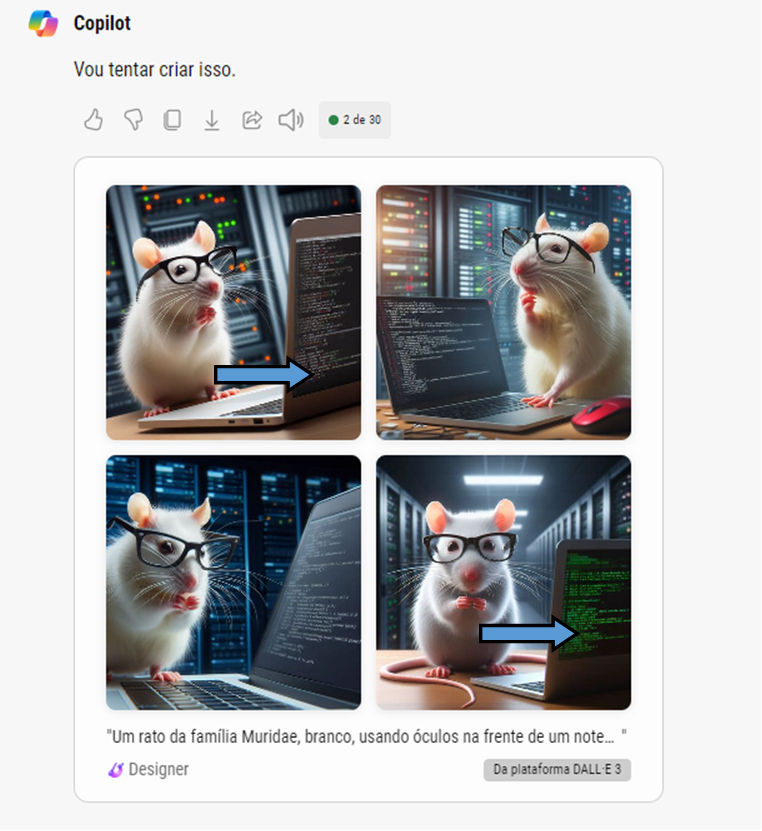 Copilot
Vou tentar criar isso.
2 de 30
"Um rato da família Muridae, branco, usando óculos na frente de um note... "
Designer
Da plataforma DALL·E 3